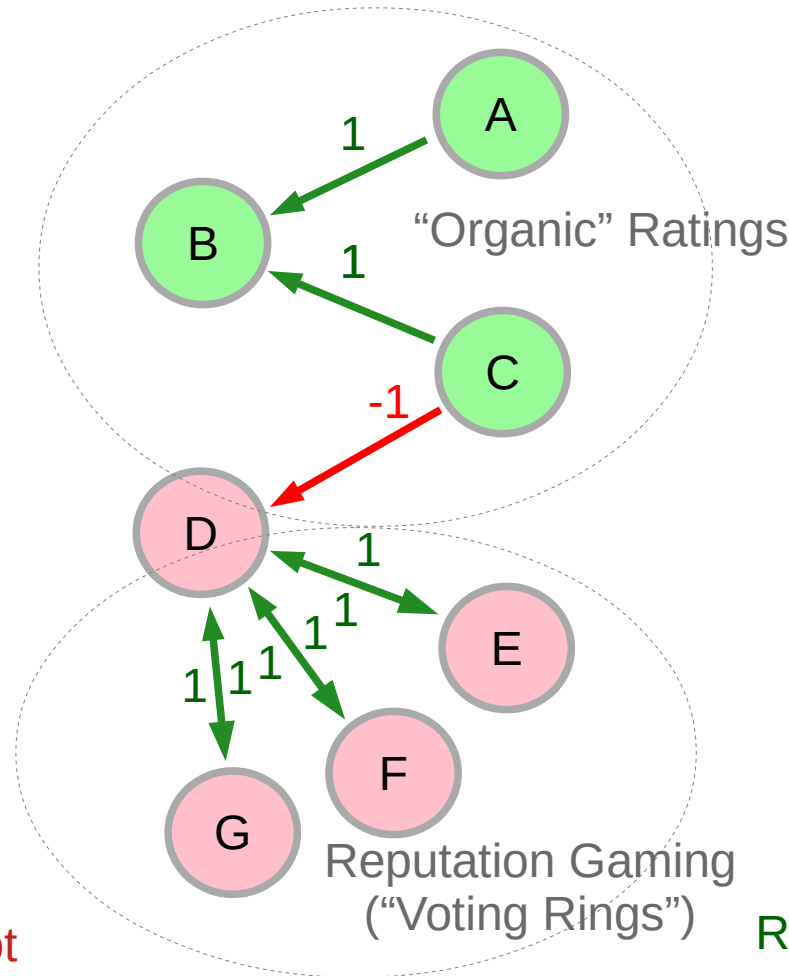 A
1
B
“Organic” Ratings
1
C
-1
D
1
1
E
1
1
1
1
F
G
Reputation Gaming
(“Voting Rings”)
R